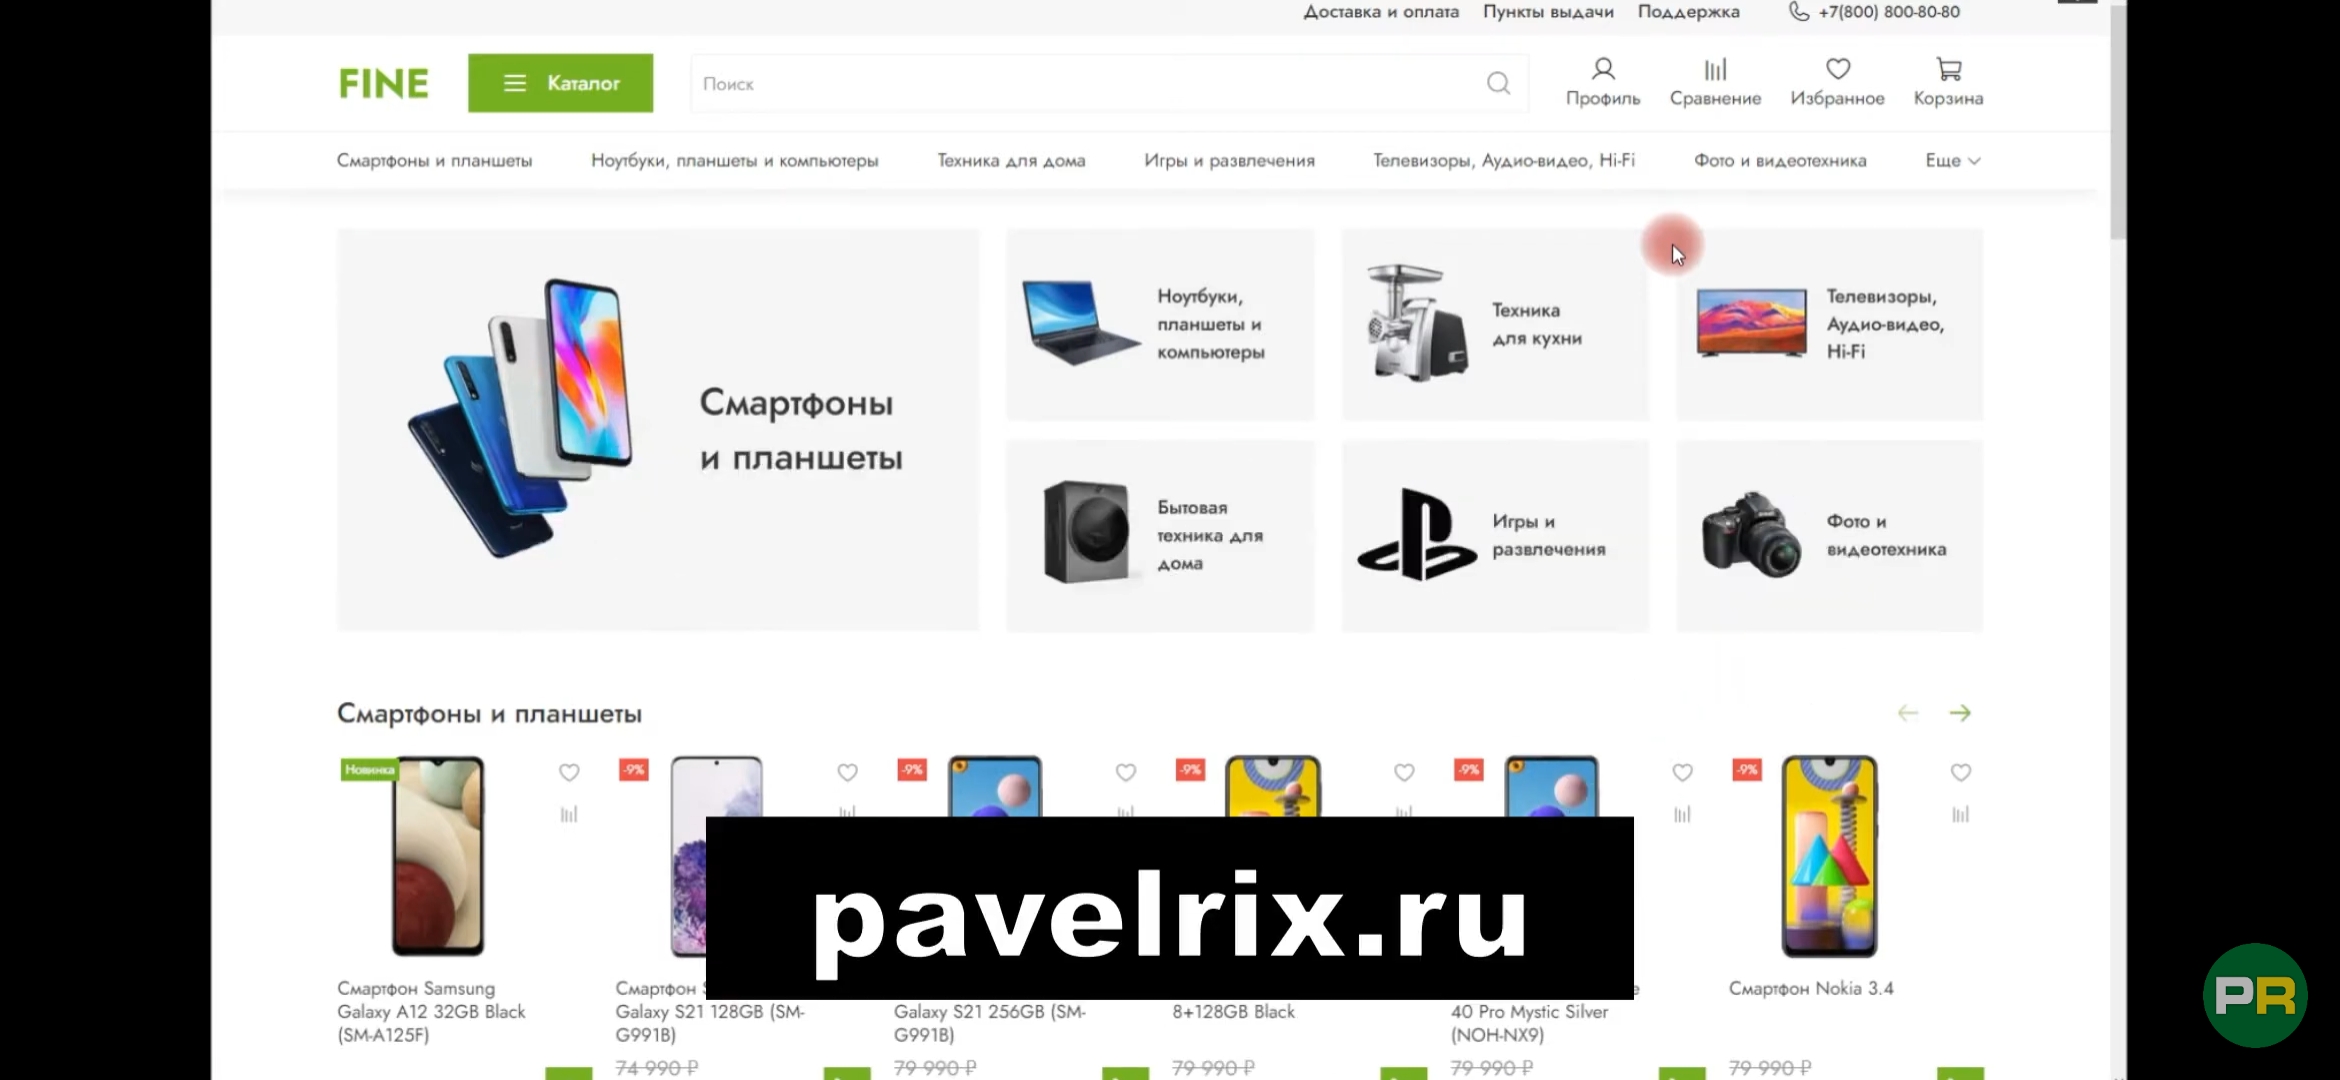 Доставка и оплата Пункты выдачи Поддержка +7(800) 800-80-80
FINE Каталог Поиск Профиль Сравнение Избранное Корзина
Смартфоны и планшеты Ноутбуки, планшеты и компьютеры Техника для дома Игры и развлечения Телевизоры, Аудио-видео, Hi-Fi Фото и видеотехника Еще
Смартфоны
и планшеты
Ноутбуки,
планшеты и
компьютеры
Техника
для кухни
Телевизоры,
Аудио-видео,
Hi-Fi
Бытовая
техника для
дома
Игры и
развлечения
Фото и
видеотехника
Смартфоны и планшеты
Новинка -9% -9% -9% -9% -9%
pavelrix.ru
PR
Смартфон Samsung
Galaxy A12 32GB Black
(SM-A125F)
Смартфон
Galaxy S21 128GB (SM-
G991B)
74 990 ₽
Galaxy S21 256GB (SM-
G991B)
79 990 ₽
8+128GB Black
79 990 ₽
40 Pro Mystic Silver
(NOH-NX9)
79 990 ₽
Смартфон Nokia 3.4
79 990 ₽